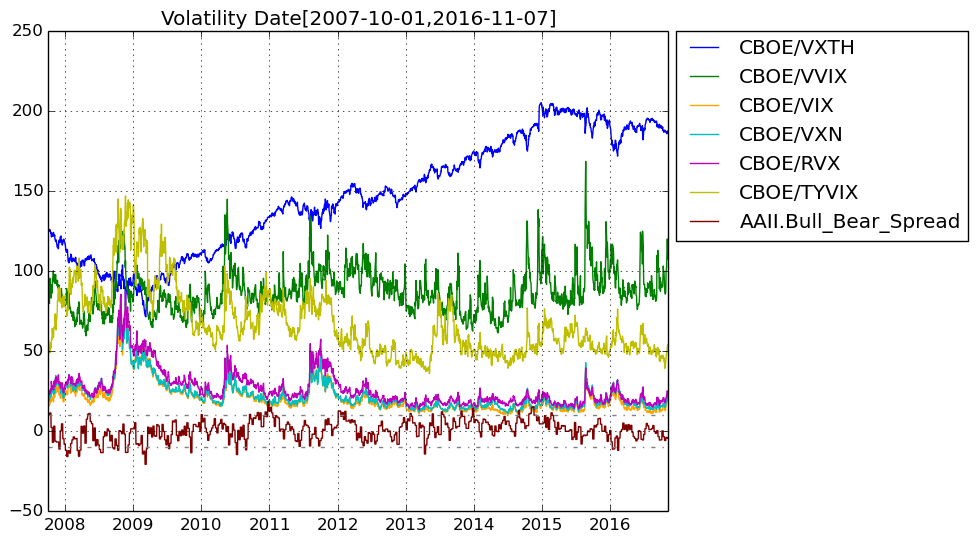 Volatility Date[2007-10-01,2016-11-07]
250
200
150
100
50
0
−50
2008 2009 2010 2011 2012 2013 2014 2015 2016
CBOE/VXTH
CBOE/VVIX
CBOE/VIX
CBOE/VXN
CBOE/RVX
CBOE/TYVIX
AAII.Bull_Bear_Spread